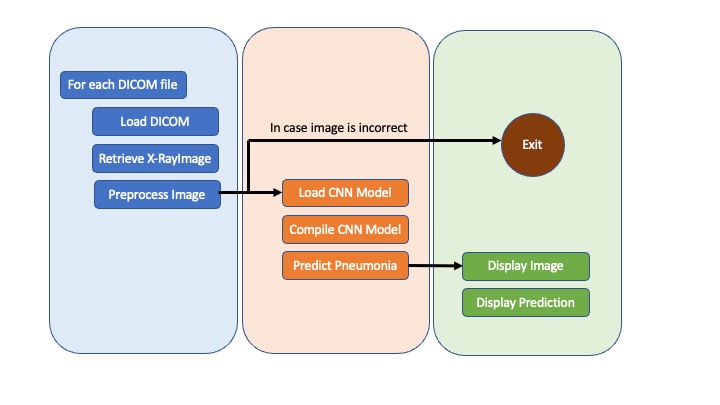 For each DICOM file
Load DICOM
Retrieve X-RayImage
Preprocess Image
In case image is incorrect
Load CNN Model
Compile CNN Model
Predict Pneumonia
Exit
Display Image
Display Prediction